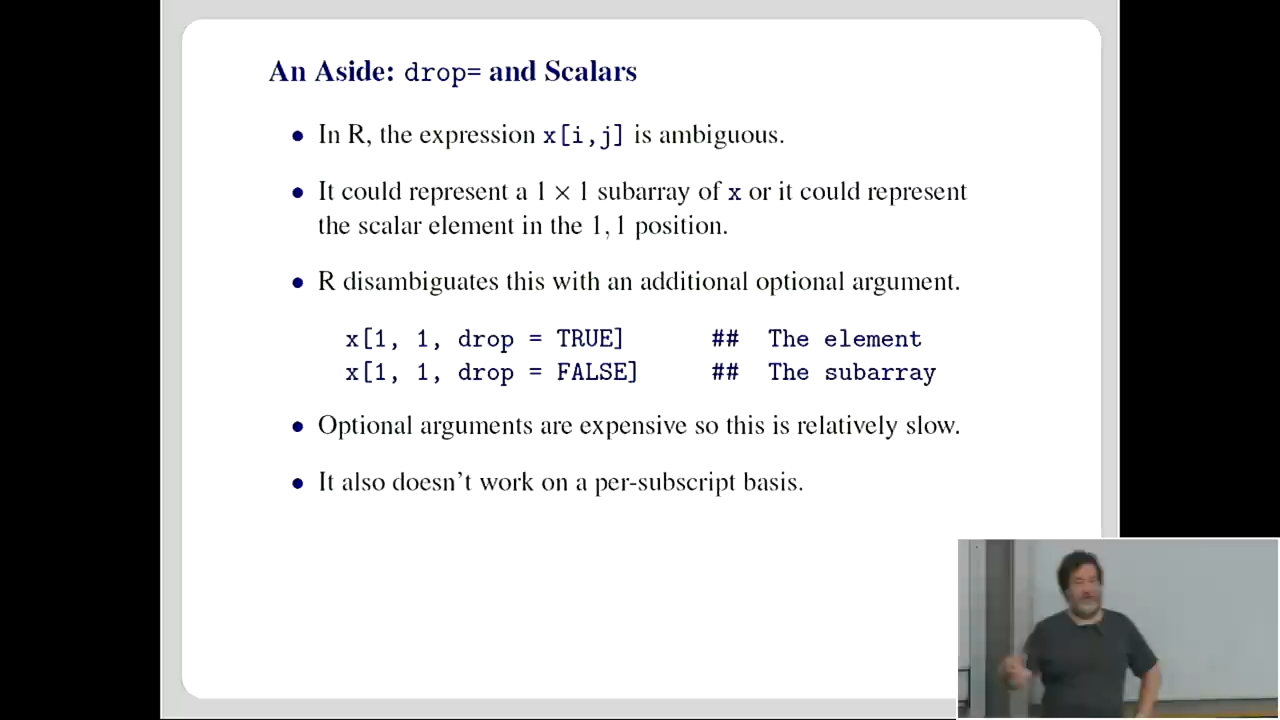 An Aside: drop= and Scalars
• In R, the expression x[i,j] is ambiguous.
• It could represent a 1 × 1 subarray of x or it could represent
the scalar element in the 1, 1 position.
• R disambiguates this with an additional optional argument.
x[1, 1, drop = TRUE] ## The element
x[1, 1, drop = FALSE] ## The subarray
• Optional arguments are expensive so this is relatively slow.
• It also doesn't work on a per-subscript basis.